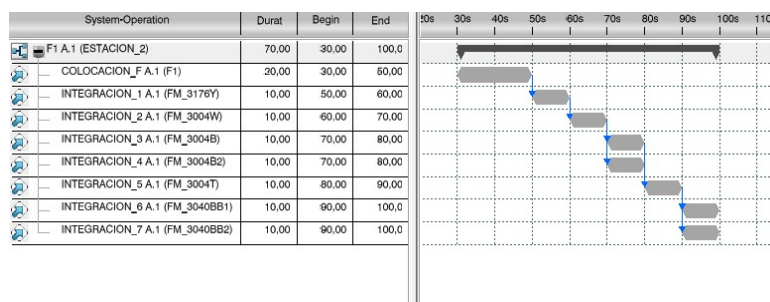 System-Operation Durat Begin End 20s 30s 40s 50s 60s 70s 80s 90s 100s 110
F1 A.1 (ESTACION_2) 70,00 30,00 100,0
COLOCACION_F A.1 (F1) 20,00 30,00 50,00
INTEGRACION_1 A.1 (FM_3176Y) 10,00 50,00 60,00
INTEGRACION_2 A.1 (FM_3004W) 10,00 60,00 70,00
INTEGRACION_3 A.1 (FM_3004B) 10,00 70,00 80,00
INTEGRACION_4 A.1 (FM_3004B2) 10,00 70,00 80,00
INTEGRACION_5 A.1 (FM_3004T) 10,00 80,00 90,00
INTEGRACION_6 A.1 (FM_3040BB1) 10,00 90,00 100,0
INTEGRACION_7 A.1 (FM_3040BB2) 10,00 90,00 100,0